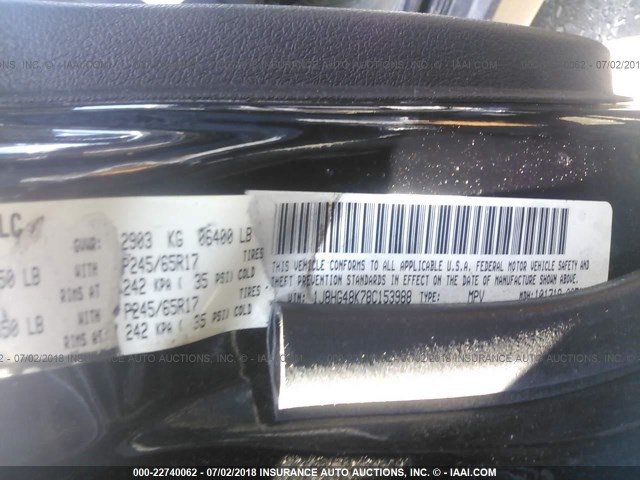 LC
GVWR: 2903 KG 06400 LB
50 LB WITH P245/65R17 TIRES
RIMS AT 242 KPA ( 35 PSI) COLD
50 LB WITH P245/65R17 TIRES
RIMS AT 242 KPA ( 35 PSI) COLD
THIS VEHICLE CONFORMS TO ALL APPLICABLE U.S.A. FEDERAL MOTOR VEHICLE SAFETY AND
THEFT PREVENTION STANDARDS IN EFFECT ON THE DATE OF MANUFACTURE SHOWN ABOVE.
VIN: 1J8HG48K78C153988 TYPE: MPV MDH:
000-22740062 - 07/02/2018 - INSURANCE AUTO AUCTIONS, INC. - © - IAAI.COM